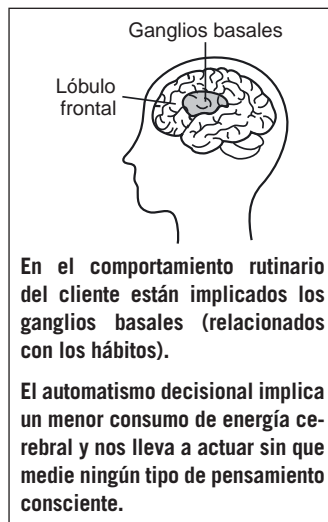 Ganglios basales
Lóbulo
frontal
En el comportamiento rutinario
del cliente están implicados los
ganglios basales (relacionados
con los hábitos).
El automatismo decisional implica
un menor consumo de energía ce-
rebral y nos lleva a actuar sin que
medie ningún tipo de pensamiento
consciente.